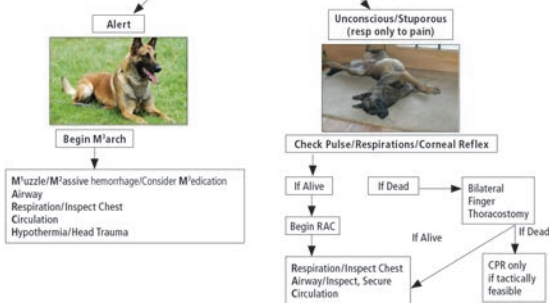 Alert
Unconscious/Stuporous
(resp only to pain)
Begin M³arch
M¹uzzle/M²assive hemorrhage/Consider M³edication
Airway
Respiration/Inspect Chest
Circulation
Hypothermia/Head Trauma
Check Pulse/Respirations/Corneal Reflex
If Alive
If Dead
Bilateral
Finger
Thoracostomy
Begin RAC
If Alive
If Dead
Respiration/Inspect Chest
Airway/Inspect, Secure
Circulation
CPR only
if tactically
feasible